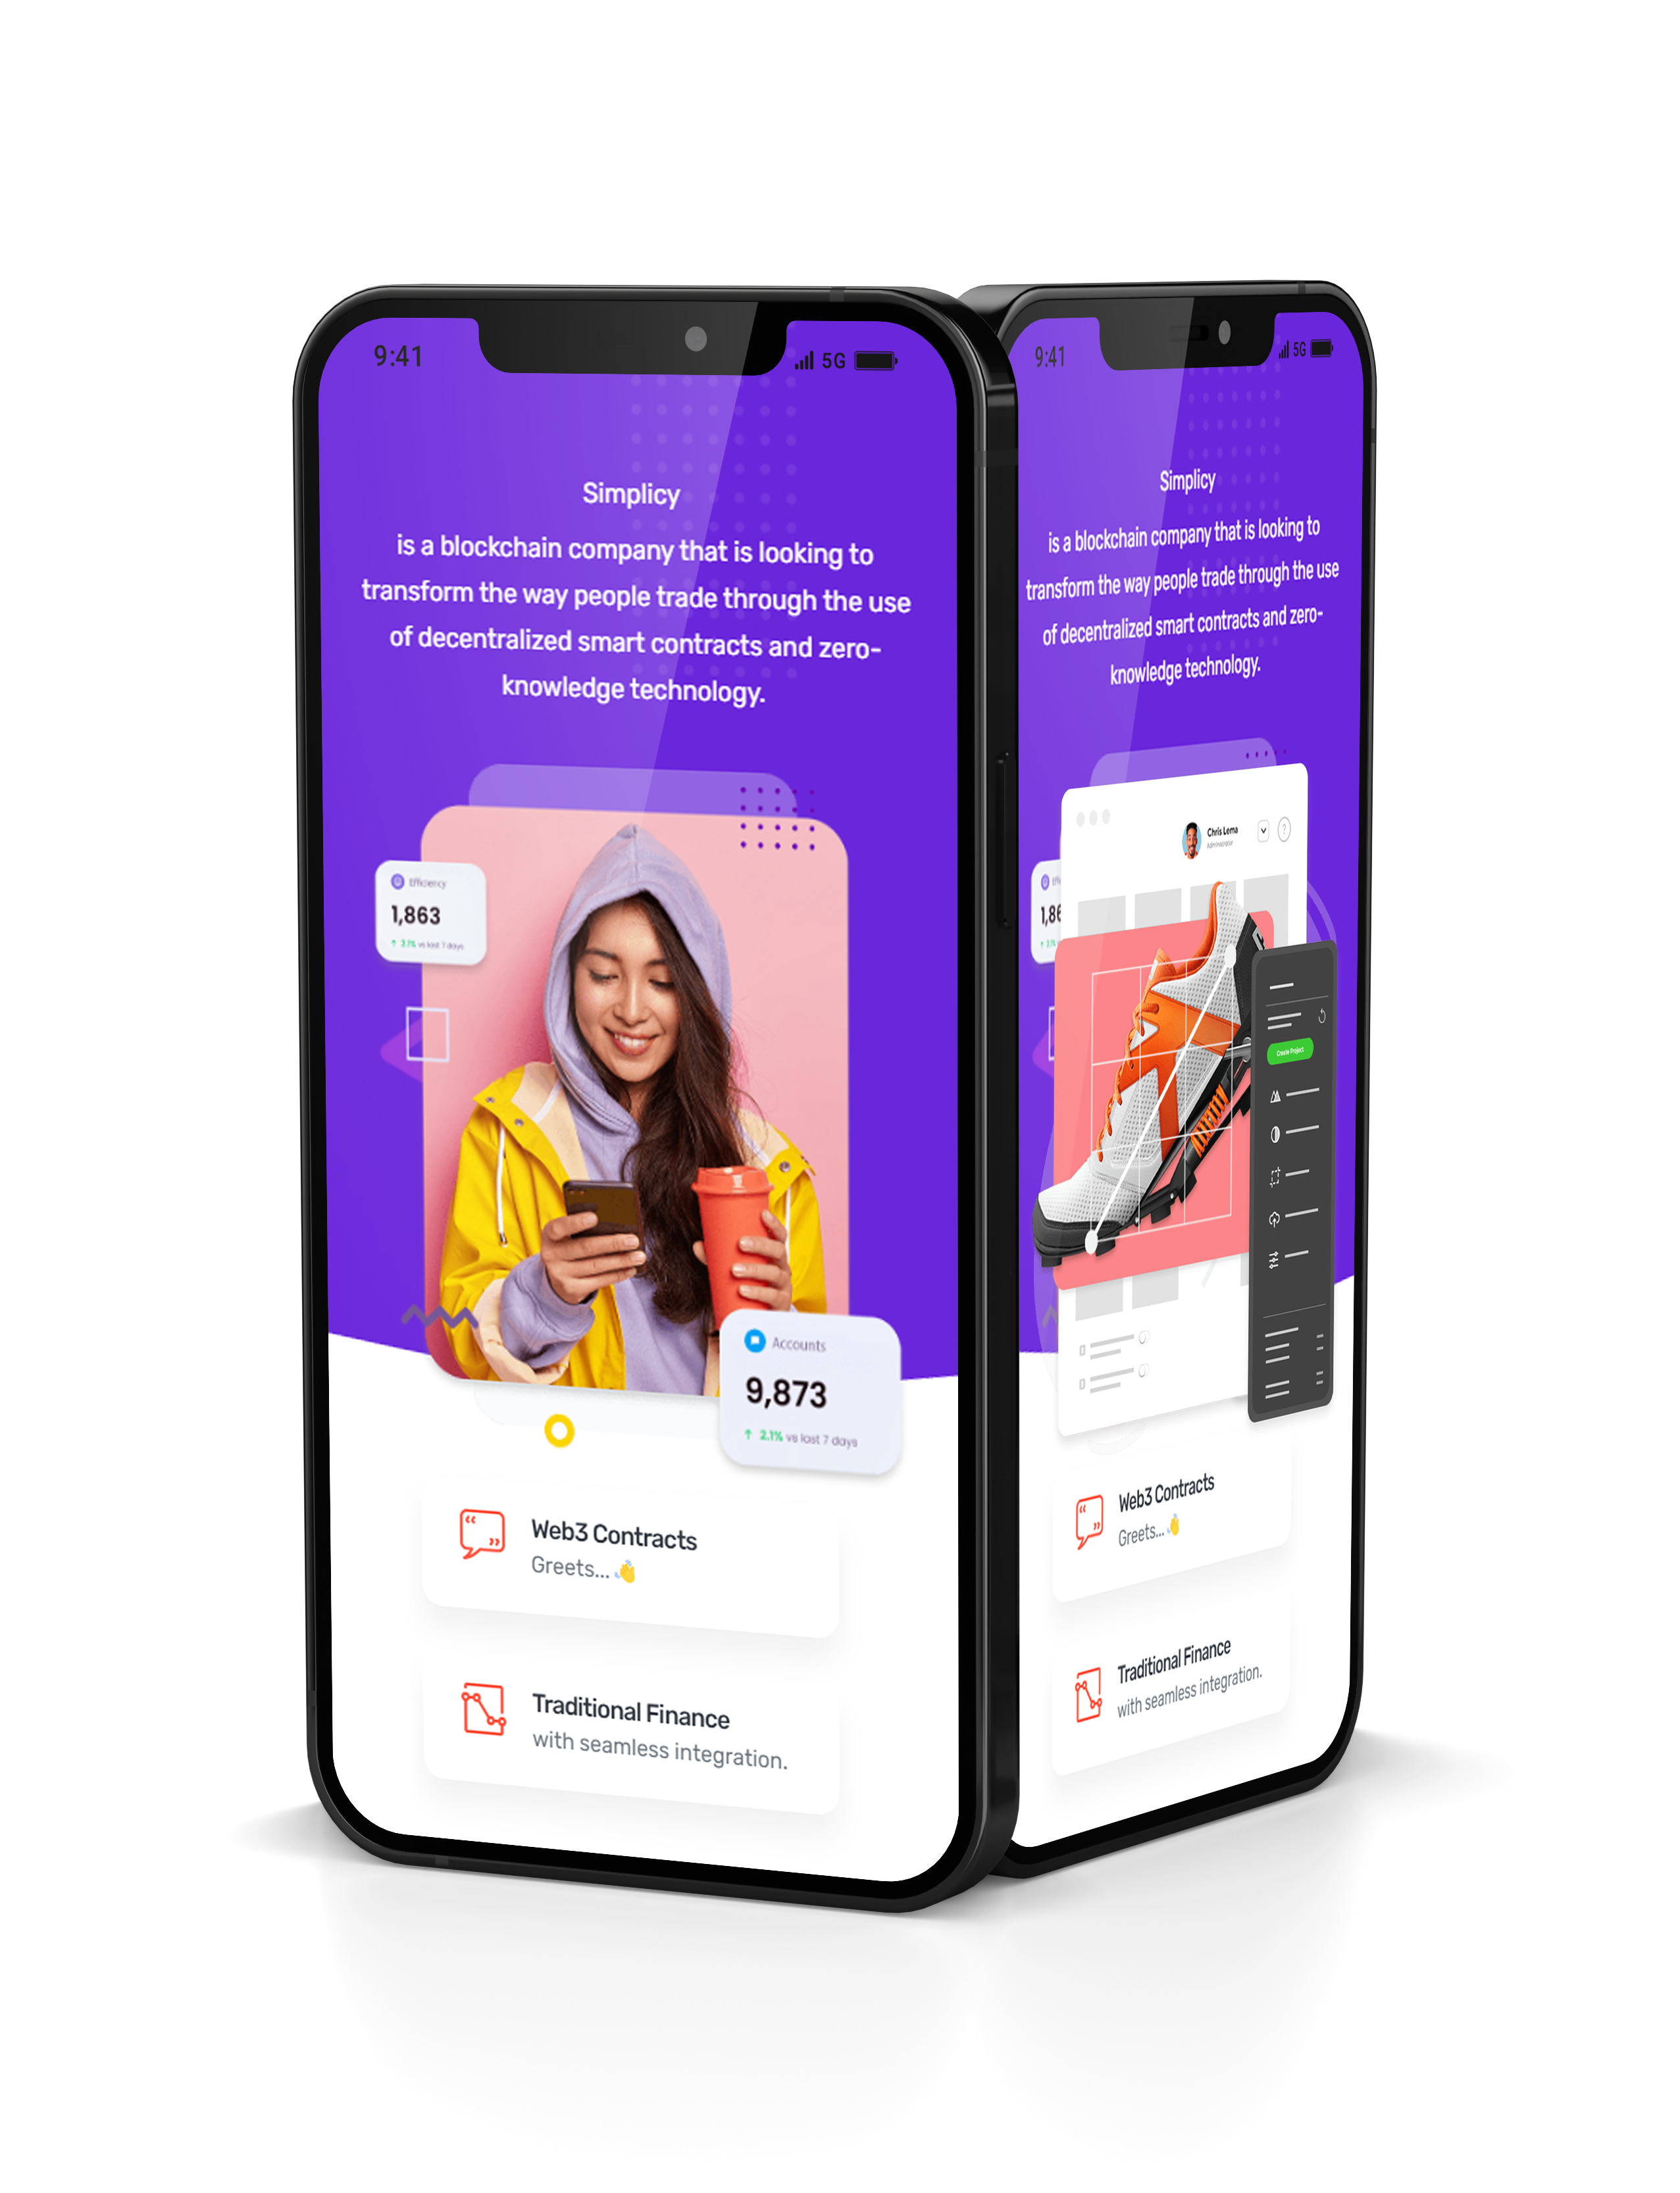 9:41
5G
Simplicy
is a blockchain company that is looking to
transform the way people trade through the use
of decentralized smart contracts and zero-
knowledge technology.
Efficiency
1,863
↑ 2.1% vs last 7 days
Accounts
9,873
↑ 2.1% vs last 7 days
Web3 Contracts
Greets... 👋
Traditional Finance
with seamless integration.
9:41
5G
Simplicy
is a blockchain company that is looking to
transform the way people trade through the use
of decentralized smart contracts and zero-
knowledge technology.
Chris Lema
Administrator
?
1,86
Create Project
Web3 Contracts
Greets... 👋
Traditional Finance
with seamless integration.